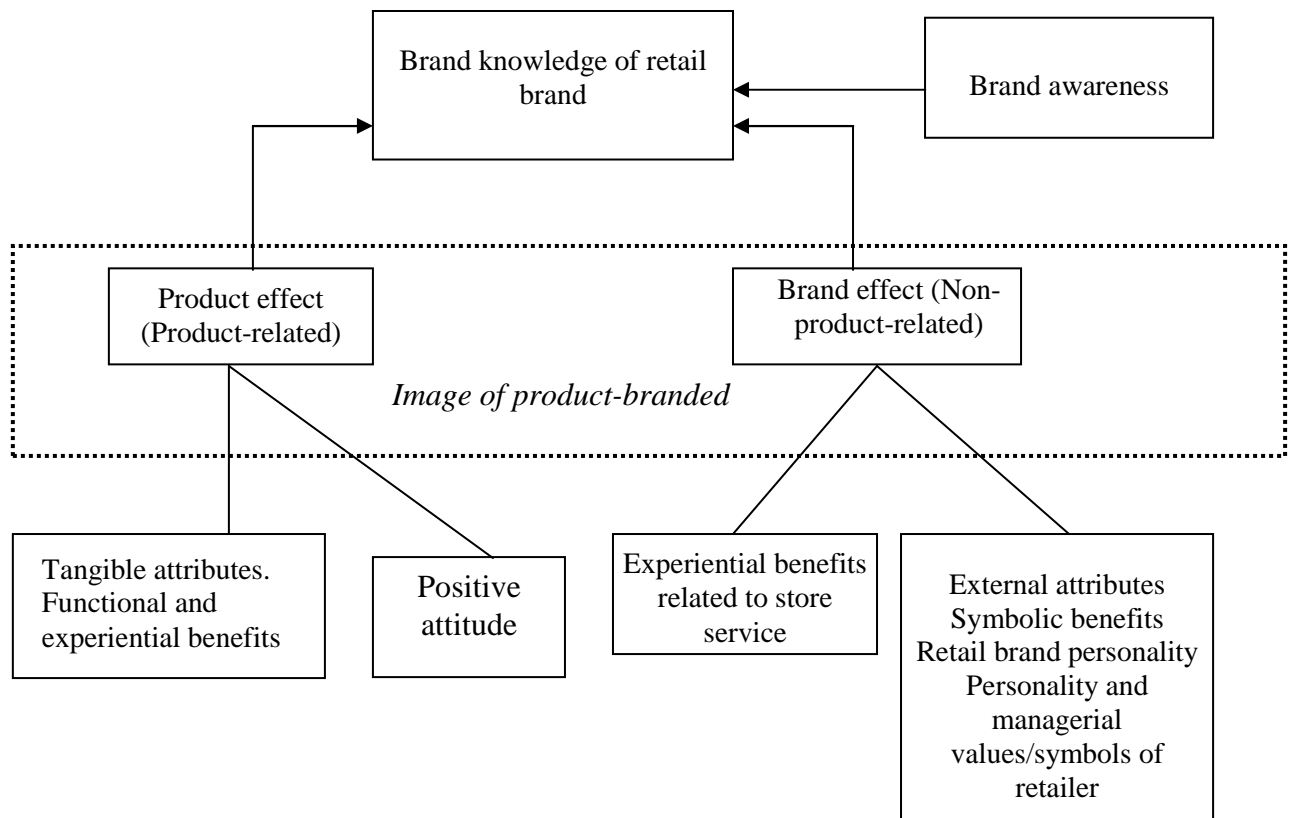 Brand knowledge of retail
brand
Brand awareness
Product effect
(Product-related)
Brand effect (Non-
product-related)
Image of product-branded
Tangible attributes.
Functional and
experiential benefits
Positive
attitude
Experiential benefits
related to store
service
External attributes
Symbolic benefits
Retail brand personality
Personality and
managerial
values/symbols of
retailer